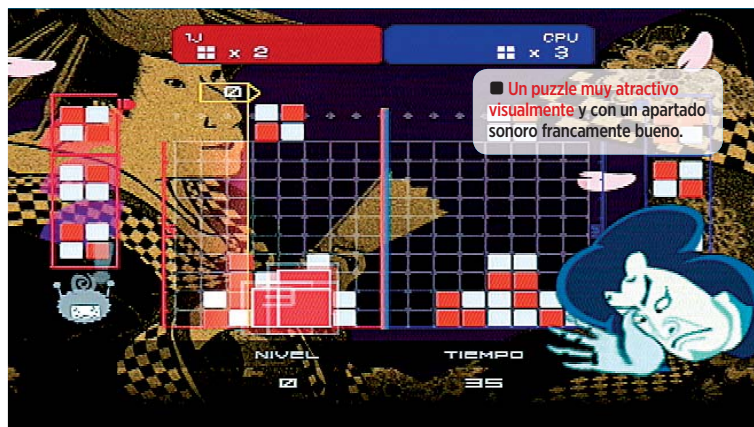 1J
x 2
CPU
x 3
0
■ Un puzzle muy atractivo
visualmente y con un apartado
sonoro francamente bueno.
NIVEL
TIEMPO
0
35